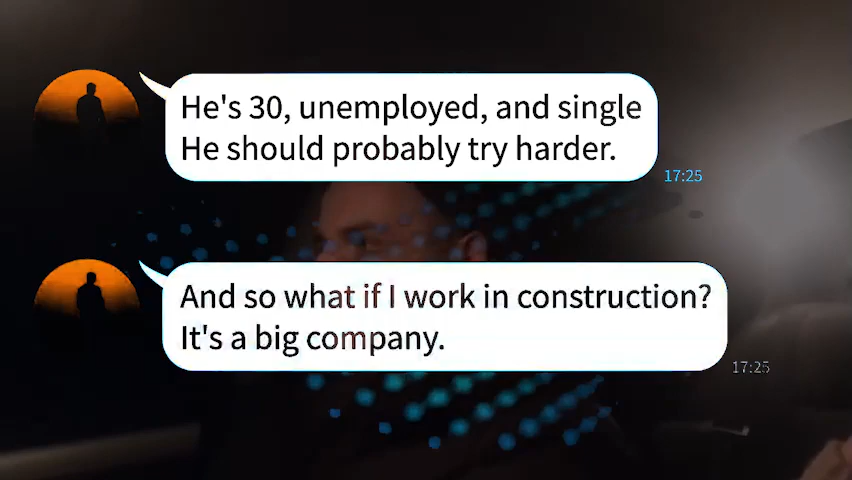 He's 30, unemployed, and single
He should probably try harder.
17:25
And so what if I work in construction?
It's a big company.
17:25